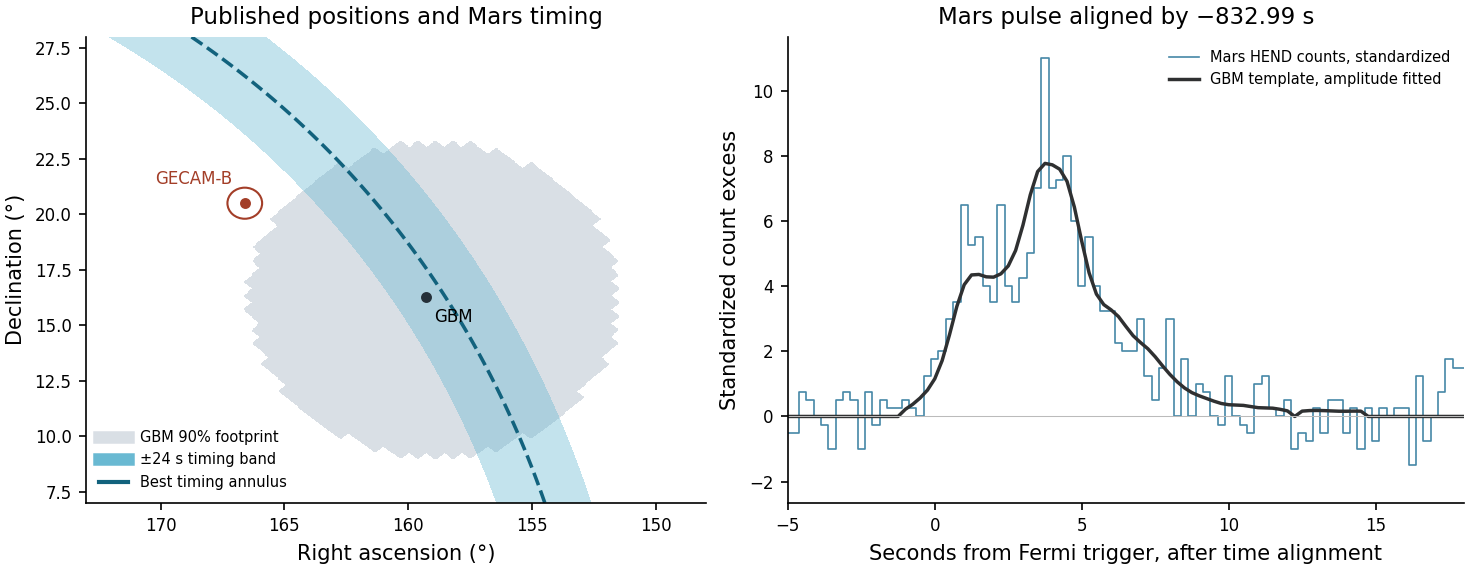 Published positions and Mars timing
27.5
25.0
22.5
20.0
17.5
15.0
12.5
10.0
7.5
Declination (°)
GECAM-B
GBM
GBM 90% footprint
±24 s timing band
Best timing annulus
170
165
160
155
150
Right ascension (°)
Mars pulse aligned by −832.99 s
Mars HEND counts, standardized
GBM template, amplitude fitted
10
8
6
4
2
0
−2
Standardized count excess
−5
0
5
10
15
Seconds from Fermi trigger, after time alignment